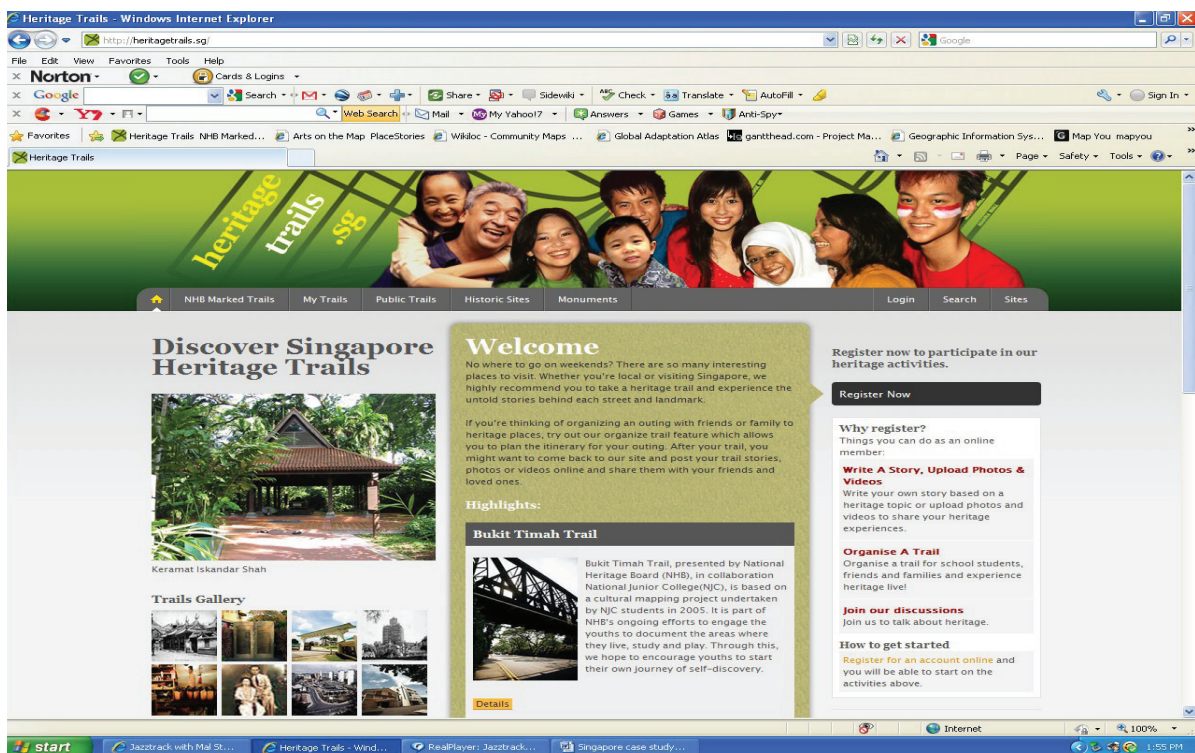 Heritage Trails - Windows Internet Explorer
http://heritagetrails.sg/
Google
File Edit View Favorites Tools Help
Norton Cards & Logins
Google Search Share Sidewiki Check Translate AutoFill Sign In
Web Search Mail My Yahoo!7 Answers Games Anti-Spy
Favorites Heritage Trails NHB Marked... Arts on the Map PlaceStories Wikiloc - Community Maps ... Global Adaptation Atlas gantthead.com - Project Ma... Geographic Information Sys... Map You mapyou
Heritage Trails Page Safety Tools
heritage
trails
.sg
NHB Marked Trails My Trails Public Trails Historic Sites Monuments Login Search Sites
Discover Singapore
Heritage Trails
Keramat Iskandar Shah
Trails Gallery
Welcome
No where to go on weekends? There are so many interesting
places to visit. Whether you're local or visiting Singapore, we
highly recommend you to take a heritage trail and experience the
untold stories behind each street and landmark.
If you're thinking of organizing an outing with friends or family to
heritage places, try out our organize trail feature which allows
you to plan the itinerary for your outing. After your trail, you
might want to come back to our site and post your trail stories,
photos or videos online and share them with your friends and
loved ones.
Highlights:
Bukit Timah Trail
Bukit Timah Trail, presented by National
Heritage Board (NHB), in collaboration
National Junior College(NJC), is based on
a cultural mapping project undertaken
by NJC students in 2005. It is part of
NHB's ongoing efforts to engage the
youths to document the areas where
they live, study and play. Through this,
we hope to encourage youths to start
their own journey of self-discovery.
Details
Register now to participate in our
heritage activities.
Register Now
Why register?
Things you can do as an online
member:
Write A Story, Upload Photos &
Videos
Write your own story based on a
heritage topic or upload photos and
videos to share your heritage
experiences.
Organise A Trail
Organise a trail for school students,
friends and families and experience
heritage live!
Join our discussions
Join us to talk about heritage.
How to get started
Register for an account online and
you will be able to start on the
activities above.
Internet 100%
start Jazztrack with Mal St... Heritage Trails - Wind... RealPlayer: Jazztrack... Singapore case study... 1:55 PM